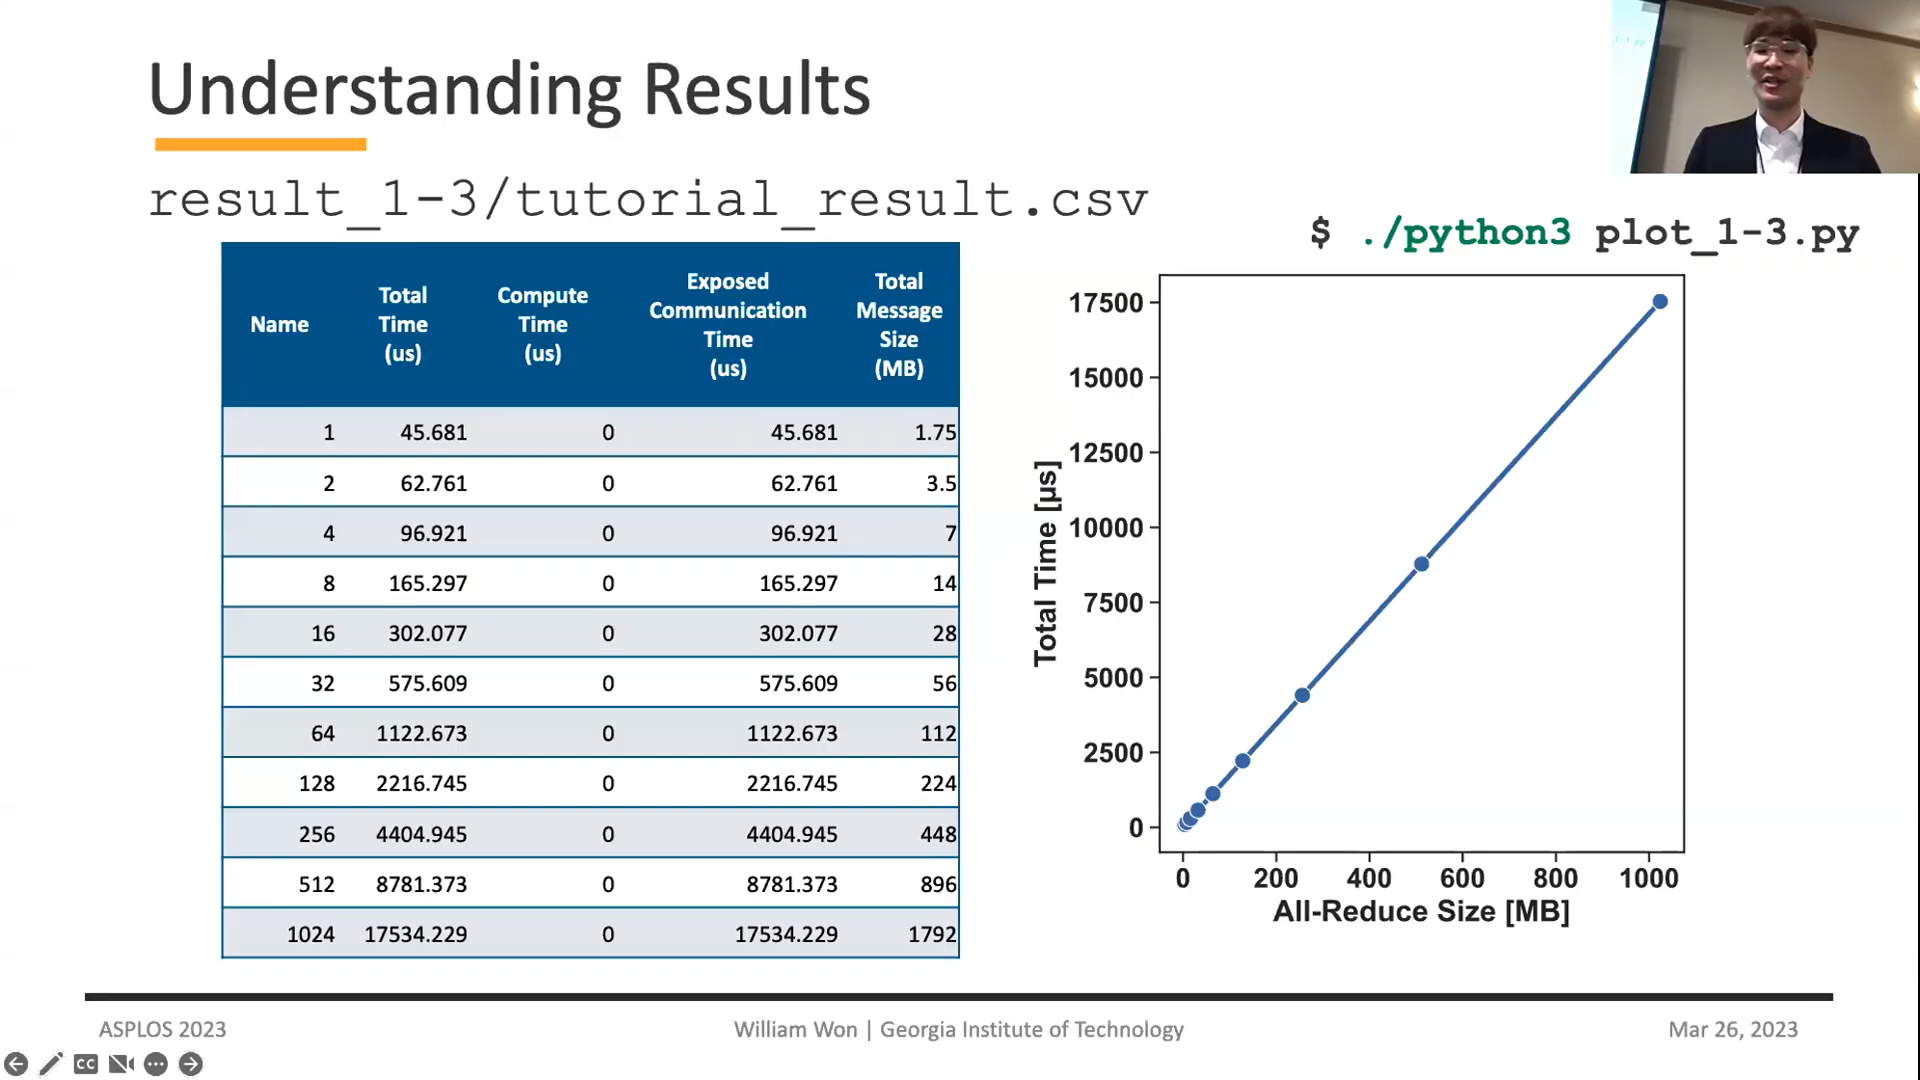 Understanding Results
result_1-3/tutorial_result.csv
$ ./python3 plot_1-3.py
Name Total Time (us) Compute Time (us) Exposed Communication Time (us) Total Message Size (MB)
1 45.681 0 45.681 1.75
2 62.761 0 62.761 3.5
4 96.921 0 96.921 7
8 165.297 0 165.297 14
16 302.077 0 302.077 28
32 575.609 0 575.609 56
64 1122.673 0 1122.673 112
128 2216.745 0 2216.745 224
256 4404.945 0 4404.945 448
512 8781.373 0 8781.373 896
1024 17534.229 0 17534.229 1792
Total Time [µs]
17500
15000
12500
10000
7500
5000
2500
0
0 200 400 600 800 1000
All-Reduce Size [MB]
ASPLOS 2023 William Won | Georgia Institute of Technology Mar 26, 2023
CC